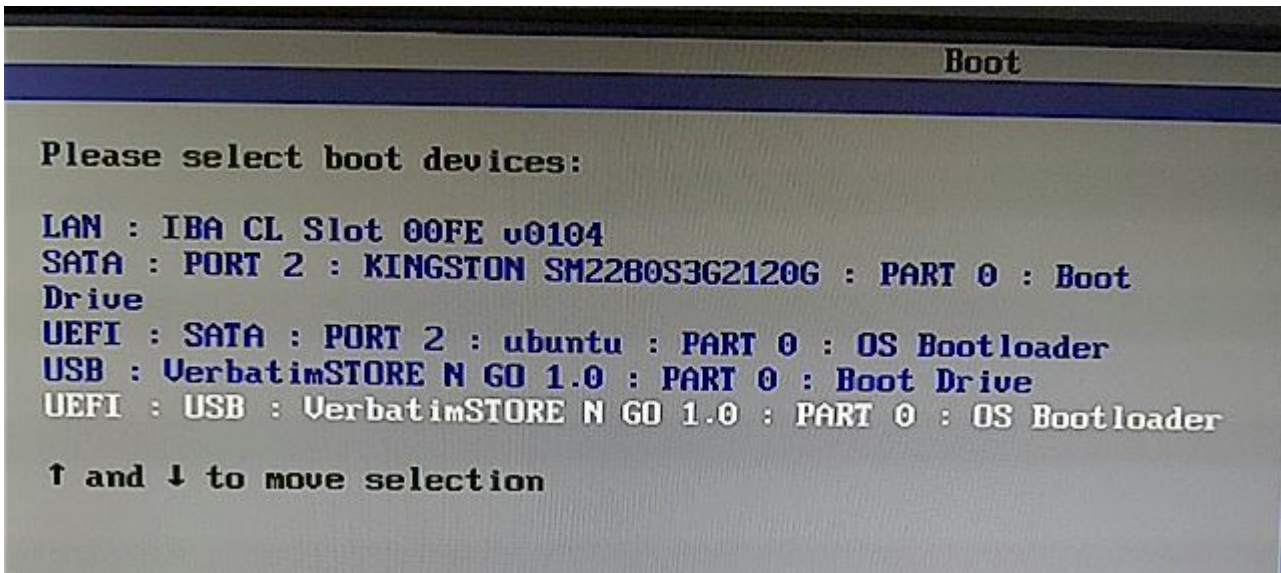 Boot
Please select boot devices:
LAN : IBA CL Slot 00FE v0104
SATA : PORT 2 : KINGSTON SM2280S3G2120G : PART 0 : Boot
Drive
UEFI : SATA : PORT 2 : ubuntu : PART 0 : OS Bootloader
USB : VerbatimSTORE N GO 1.0 : PART 0 : Boot Drive
UEFI : USB : VerbatimSTORE N GO 1.0 : PART 0 : OS Bootloader
↑ and ↓ to move selection